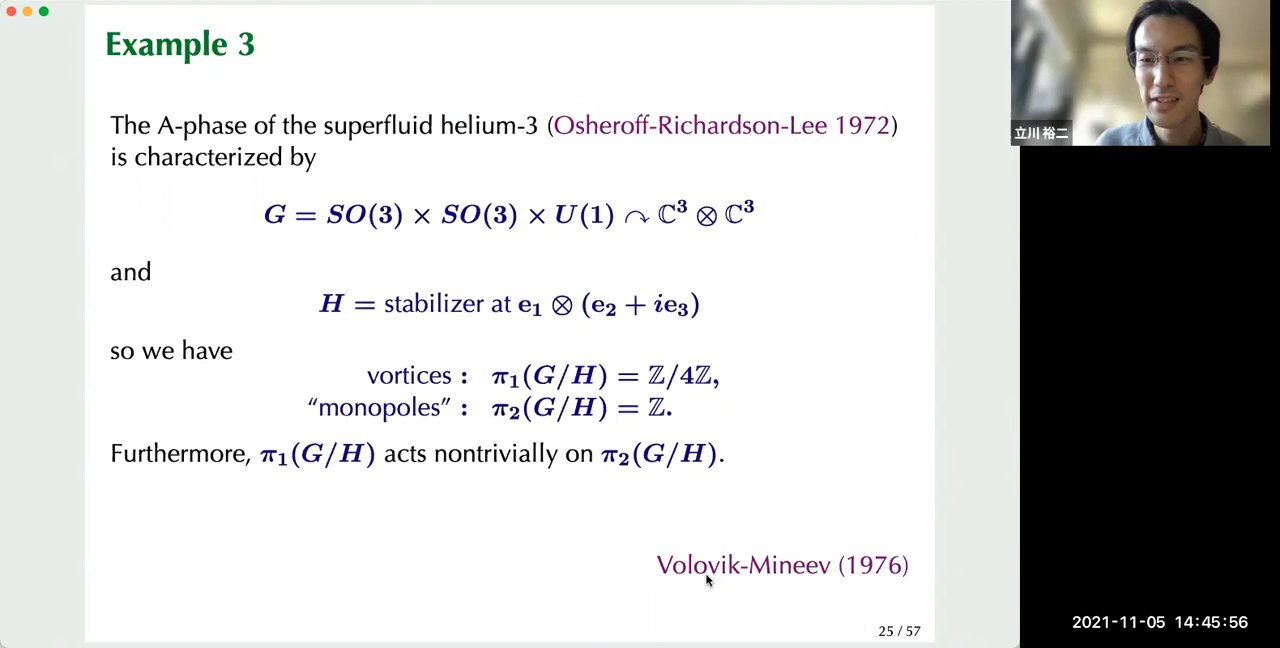 Example 3
The A-phase of the superfluid helium-3 (Osheroff-Richardson-Lee 1972)
is characterized by
G = SO(3) × SO(3) × U(1) ↷ ℂ³ ⊗ ℂ³
and
H = stabilizer at e₁ ⊗ (e₂ + ie₃)
so we have
vortices : π₁(G/H) = ℤ/4ℤ,
“monopoles” : π₂(G/H) = ℤ.
Furthermore, π₁(G/H) acts nontrivially on π₂(G/H).
Volovik-Mineev (1976)
25 / 57
立川 裕二
2021-11-05 14:45:56